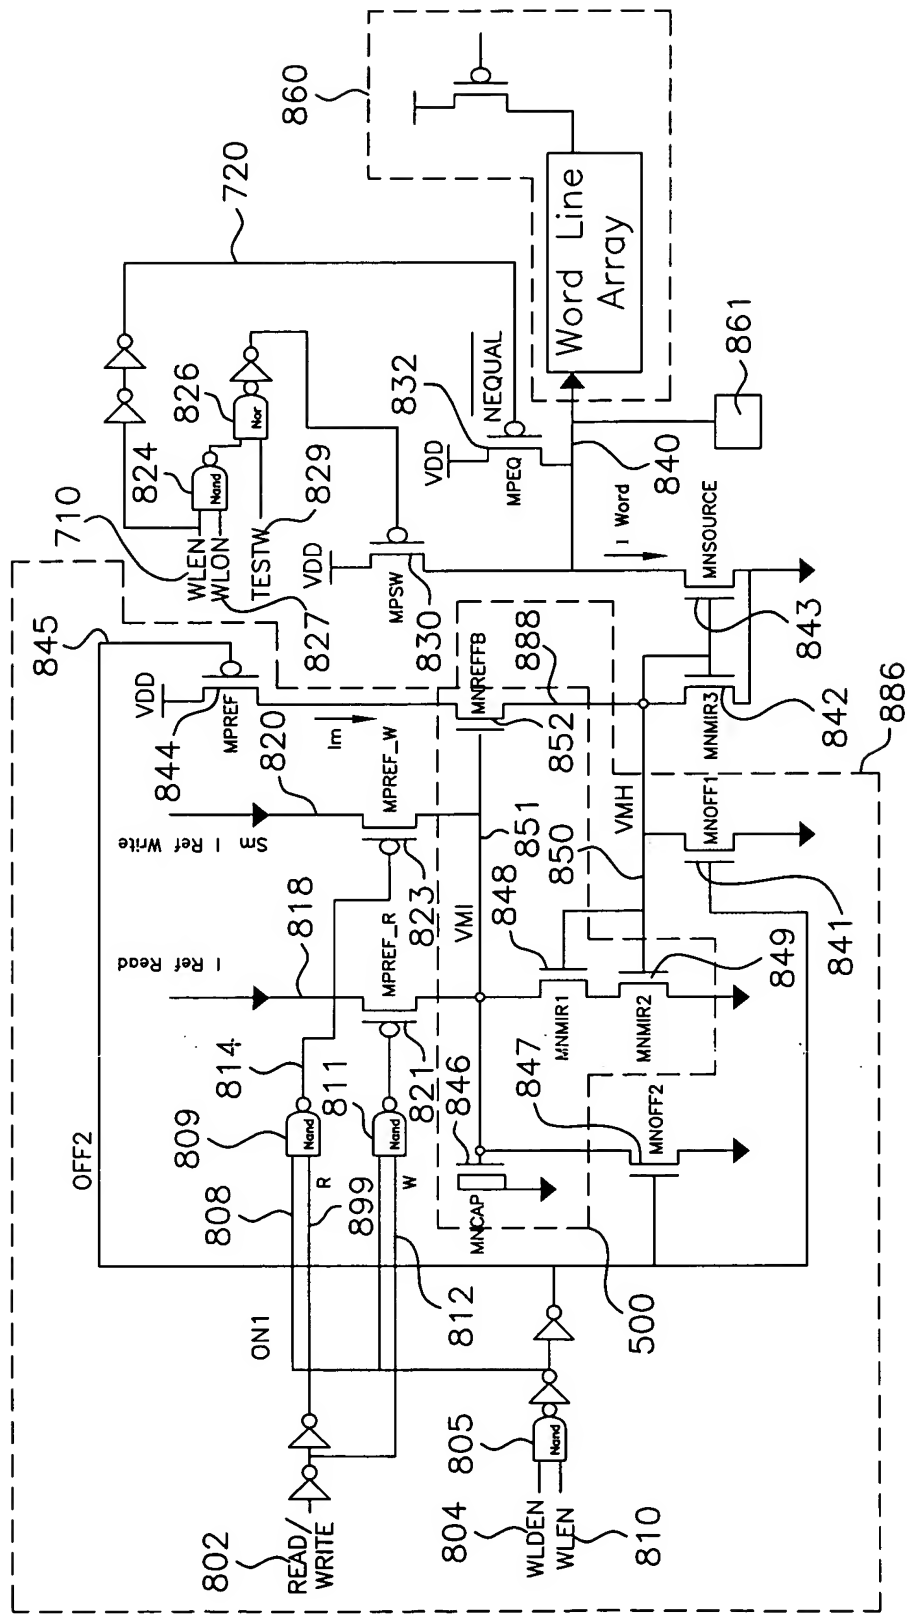 OFF2
845
VDD
844
MPREF
Im
820
Sm I Ref Write
MPREF_W
823
I Ref Read
818
MPREF_R
821
814
809
Nand
808
R
899
811
Nand
W
812
ON1
802
READ/
WRITE
804
WLDEN
WLEN
810
805
Nand
500
846
MNCAP
847
MNOFF2
VMI
851
848
MNMIR1
MNMIR2
849
850
VMH
841
MNOFF1
MNREFFB
852
888
MNMIR3
842
843
MNSOURCE
886
710
WLEN
WLON
827
TESTW
829
824
Nand
826
Nor
720
VDD
MPSW
830
VDD
832
MPEQ
NEQUAL
840
I Word
861
860
Word Line
Array